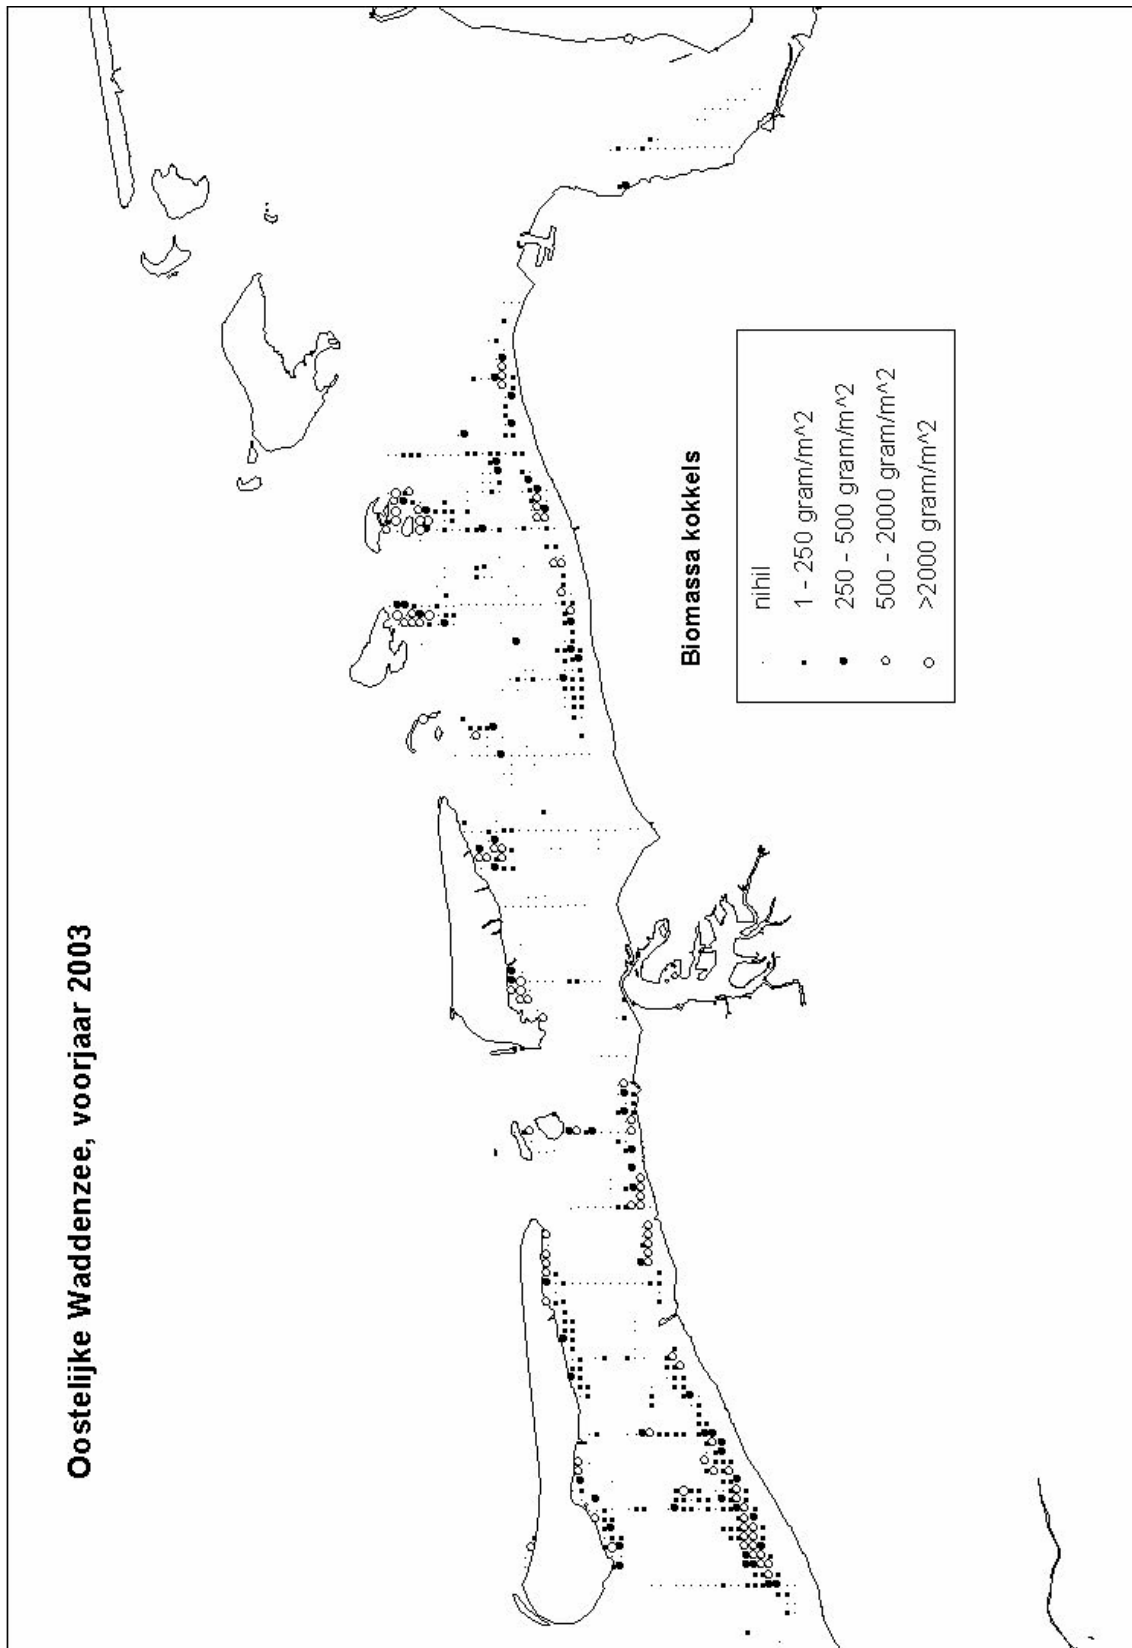 Oostelijke Waddenzee, voorjaar 2003
Biomassa kokkels
nihil
1 - 250 gram/m^2
250 - 500 gram/m^2
500 - 2000 gram/m^2
>2000 gram/m^2